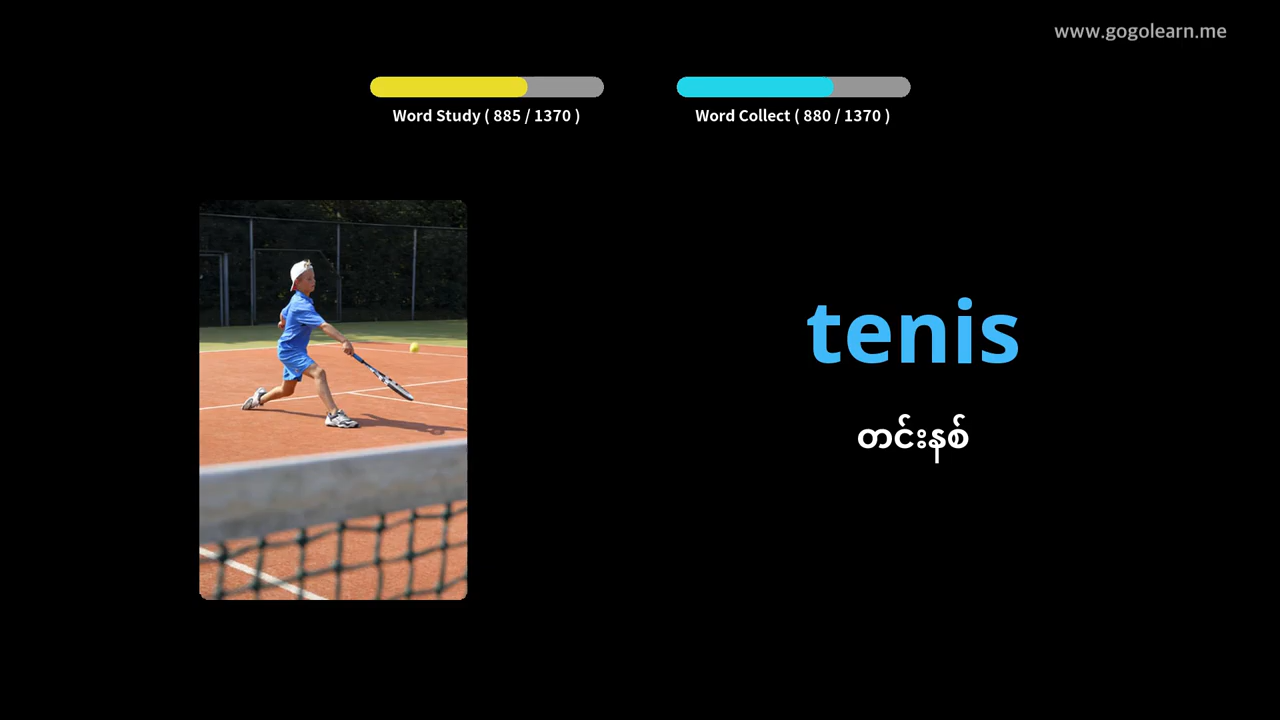 www.gogolearn.me
Word Study ( 885 / 1370 )
Word Collect ( 880 / 1370 )
tenis
တင်းနစ်